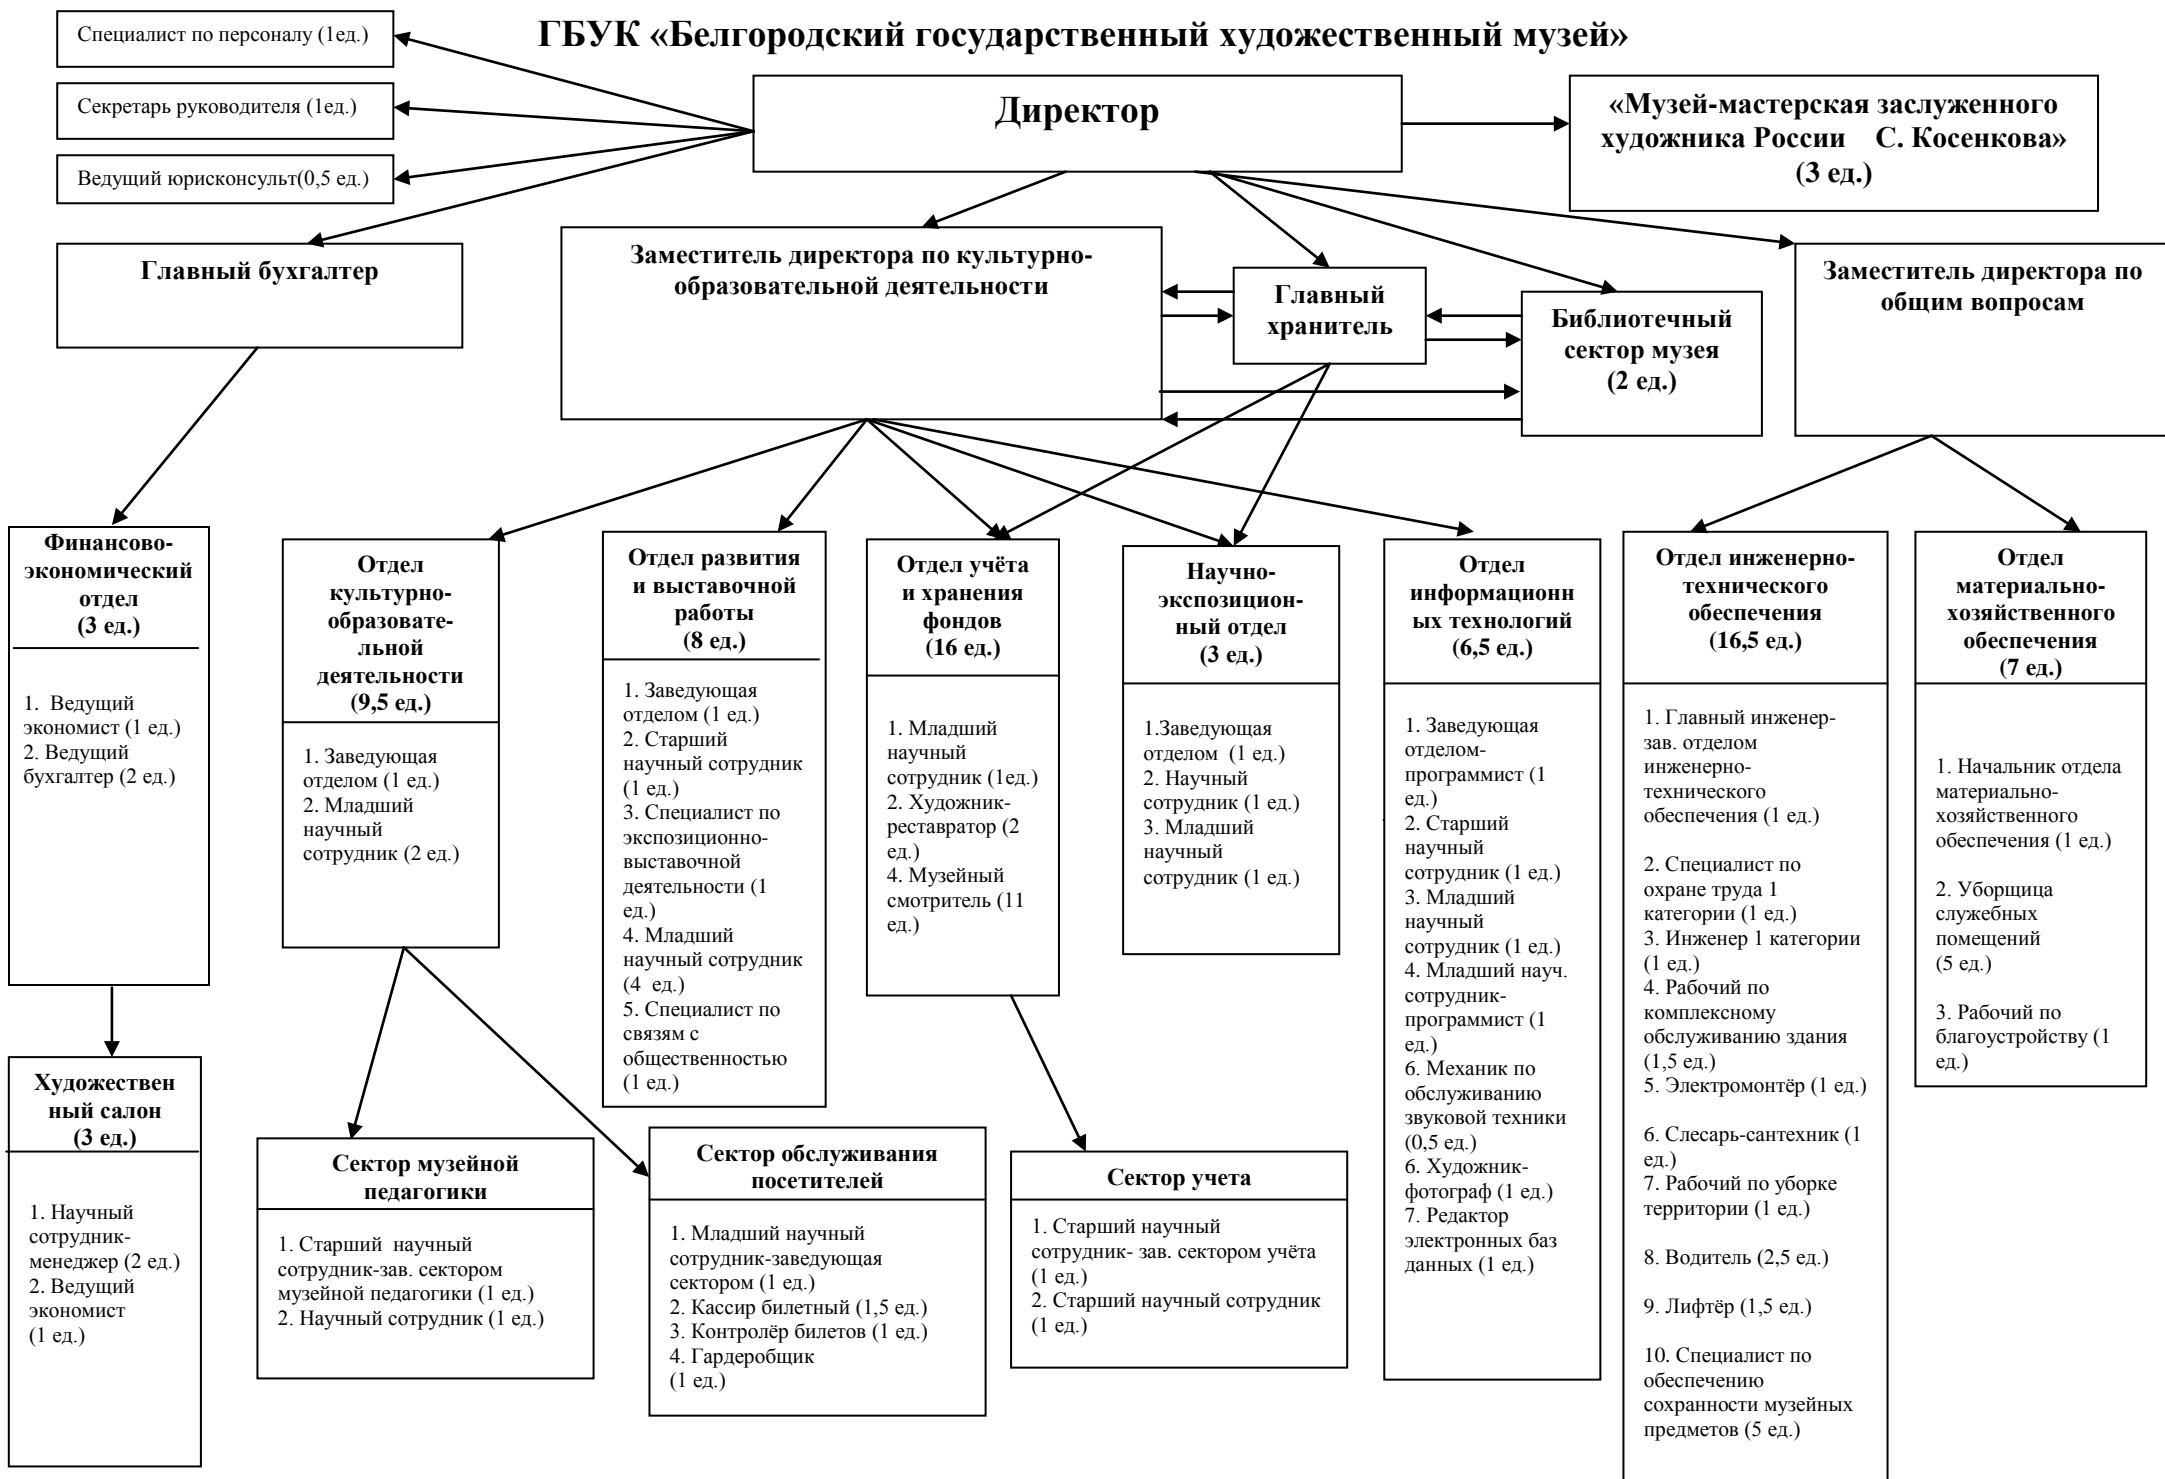 ГБУК «Белгородский государственный художественный музей»
Специалист по персоналу (1ед.)
Секретарь руководителя (1ед.)
Ведущий юрисконсульт(0,5 ед.)
Директор
«Музей-мастерская заслуженного
художника России С. Косенкова»
(3 ед.)
Главный бухгалтер
Заместитель директора по культурно-
образовательной деятельности
Главный
хранитель
Библиотечный
сектор музея
(2 ед.)
Заместитель директора по
общим вопросам
Финансово-
экономический
отдел
(3 ед.)
1. Ведущий
экономист (1 ед.)
2. Ведущий
бухгалтер (2 ед.)
Отдел
культурно-
образовате-
льной
деятельности
(9,5 ед.)
1. Заведующая
отделом (1 ед.)
2. Младший
научный
сотрудник (2 ед.)
Отдел развития
и выставочной
работы
(8 ед.)
1. Заведующая
отделом (1 ед.)
2. Старший
научный сотрудник
(1 ед.)
3. Специалист по
экспозиционно-
выставочной
деятельности (1
ед.)
4. Младший
научный сотрудник
(4 ед.)
5. Специалист по
связям с
общественностью
(1 ед.)
Отдел учёта
и хранения
фондов
(16 ед.)
1. Младший
научный
сотрудник (1ед.)
2. Художник-
реставратор (2
ед.)
4. Музейный
смотритель (11
ед.)
Научно-
экспозицион-
ный отдел
(3 ед.)
1.Заведующая
отделом (1 ед.)
2. Научный
сотрудник (1 ед.)
3. Младший
научный
сотрудник (1 ед.)
Отдел
информационн
ых технологий
(6,5 ед.)
1. Заведующая
отделом-
программист (1
ед.)
2. Старший
научный
сотрудник (1 ед.)
3. Младший
научный
сотрудник (1 ед.)
4. Младший науч.
сотрудник-
программист (1
ед.)
6. Механик по
обслуживанию
звуковой техники
(0,5 ед.)
6. Художник-
фотограф (1 ед.)
7. Редактор
электронных баз
данных (1 ед.)
Отдел инженерно-
технического
обеспечения
(16,5 ед.)
1. Главный инженер-
зав. отделом
инженерно-
технического
обеспечения (1 ед.)
2. Специалист по
охране труда 1
категории (1 ед.)
3. Инженер 1 категории
(1 ед.)
4. Рабочий по
комплексному
обслуживанию здания
(1,5 ед.)
5. Электромонтёр (1 ед.)
6. Слесарь-сантехник (1
ед.)
7. Рабочий по уборке
территории (1 ед.)
8. Водитель (2,5 ед.)
9. Лифтёр (1,5 ед.)
10. Специалист по
обеспечению
сохранности музейных
предметов (5 ед.)
Отдел
материально-
хозяйственного
обеспечения
(7 ед.)
1. Начальник отдела
материально-
хозяйственного
обеспечения (1 ед.)
2. Уборщица
служебных
помещений
(5 ед.)
3. Рабочий по
благоустройству (1
ед.)
Художествен
ный салон
(3 ед.)
1. Научный
сотрудник-
менеджер (2 ед.)
2. Ведущий
экономист
(1 ед.)
Сектор музейной
педагогики
1. Старший научный
сотрудник-зав. сектором
музейной педагогики (1 ед.)
2. Научный сотрудник (1 ед.)
Сектор обслуживания
посетителей
1. Младший научный
сотрудник-заведующая
сектором (1 ед.)
2. Кассир билетный (1,5 ед.)
3. Контролёр билетов (1 ед.)
4. Гардеробщик
(1 ед.)
Сектор учета
1. Старший научный
сотрудник- зав. сектором учёта
(1 ед.)
2. Старший научный сотрудник
(1 ед.)